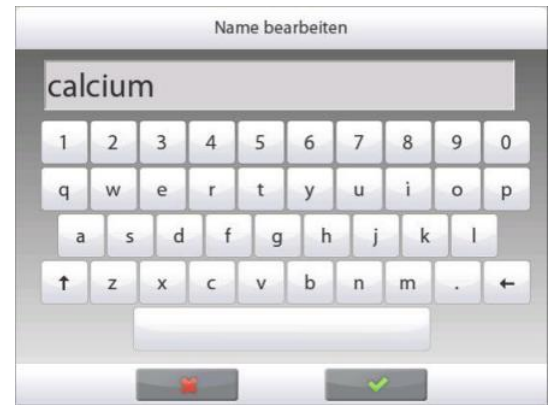 Name bearbeiten
calcium
1 2 3 4 5 6 7 8 9 0
q w e r t y u i o p
a s d f g h j k l
↑ z x c v b n m . ←